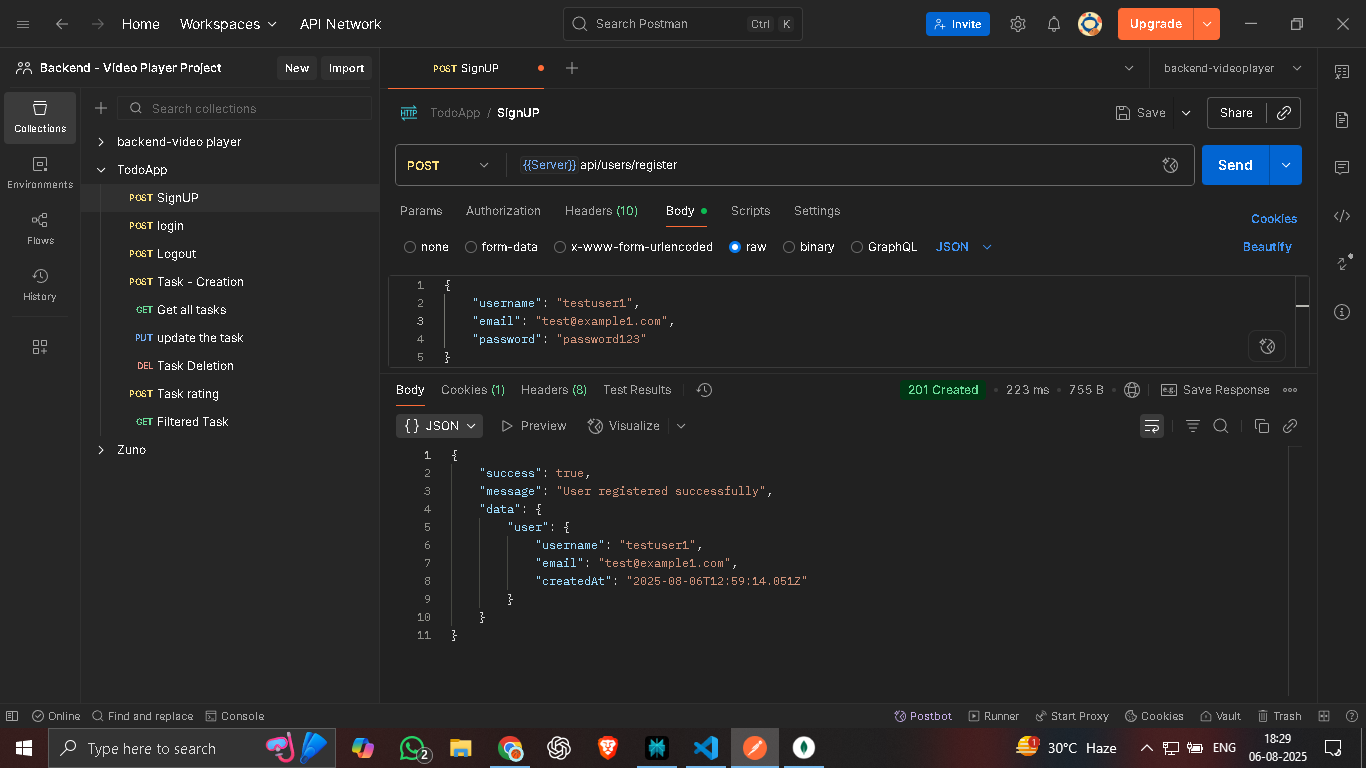 Home
Workspaces
API Network
Search Postman
Ctrl K
Invite
Upgrade
Backend - Video Player Project
New
Import
POST SignUP
backend-videoplayer
Collections
Environments
Flows
History
Search collections
backend-video player
TodoApp
POST SignUP
POST login
POST Logout
POST Task - Creation
GET Get all tasks
PUT update the task
DEL Task Deletion
POST Task rating
GET Filtered Task
Zuno
HTTP TodoApp / SignUP
Save
Share
POST
{{Server}} api/users/register
Send
Params Authorization Headers (10) Body Scripts Settings
Cookies
none form-data x-www-form-urlencoded raw binary GraphQL JSON
Beautify
1 {
2 "username": "testuser1",
3 "email": "test@example1.com",
4 "password": "password123"
5 }
Body Cookies (1) Headers (8) Test Results
201 Created • 223 ms • 755 B
e.g. Save Response
{ } JSON Preview Visualize
1 {
2 "success": true,
3 "message": "User registered successfully",
4 "data": {
5 "user": {
6 "username": "testuser1",
7 "email": "test@example1.com",
8 "createdAt": "2025-08-06T12:59:14.051Z"
9 }
10 }
11 }
Online Find and replace Console
Postbot Runner Start Proxy Cookies Vault Trash
Type here to search
2
1
30°C Haze
ENG
18:29
06-08-2025